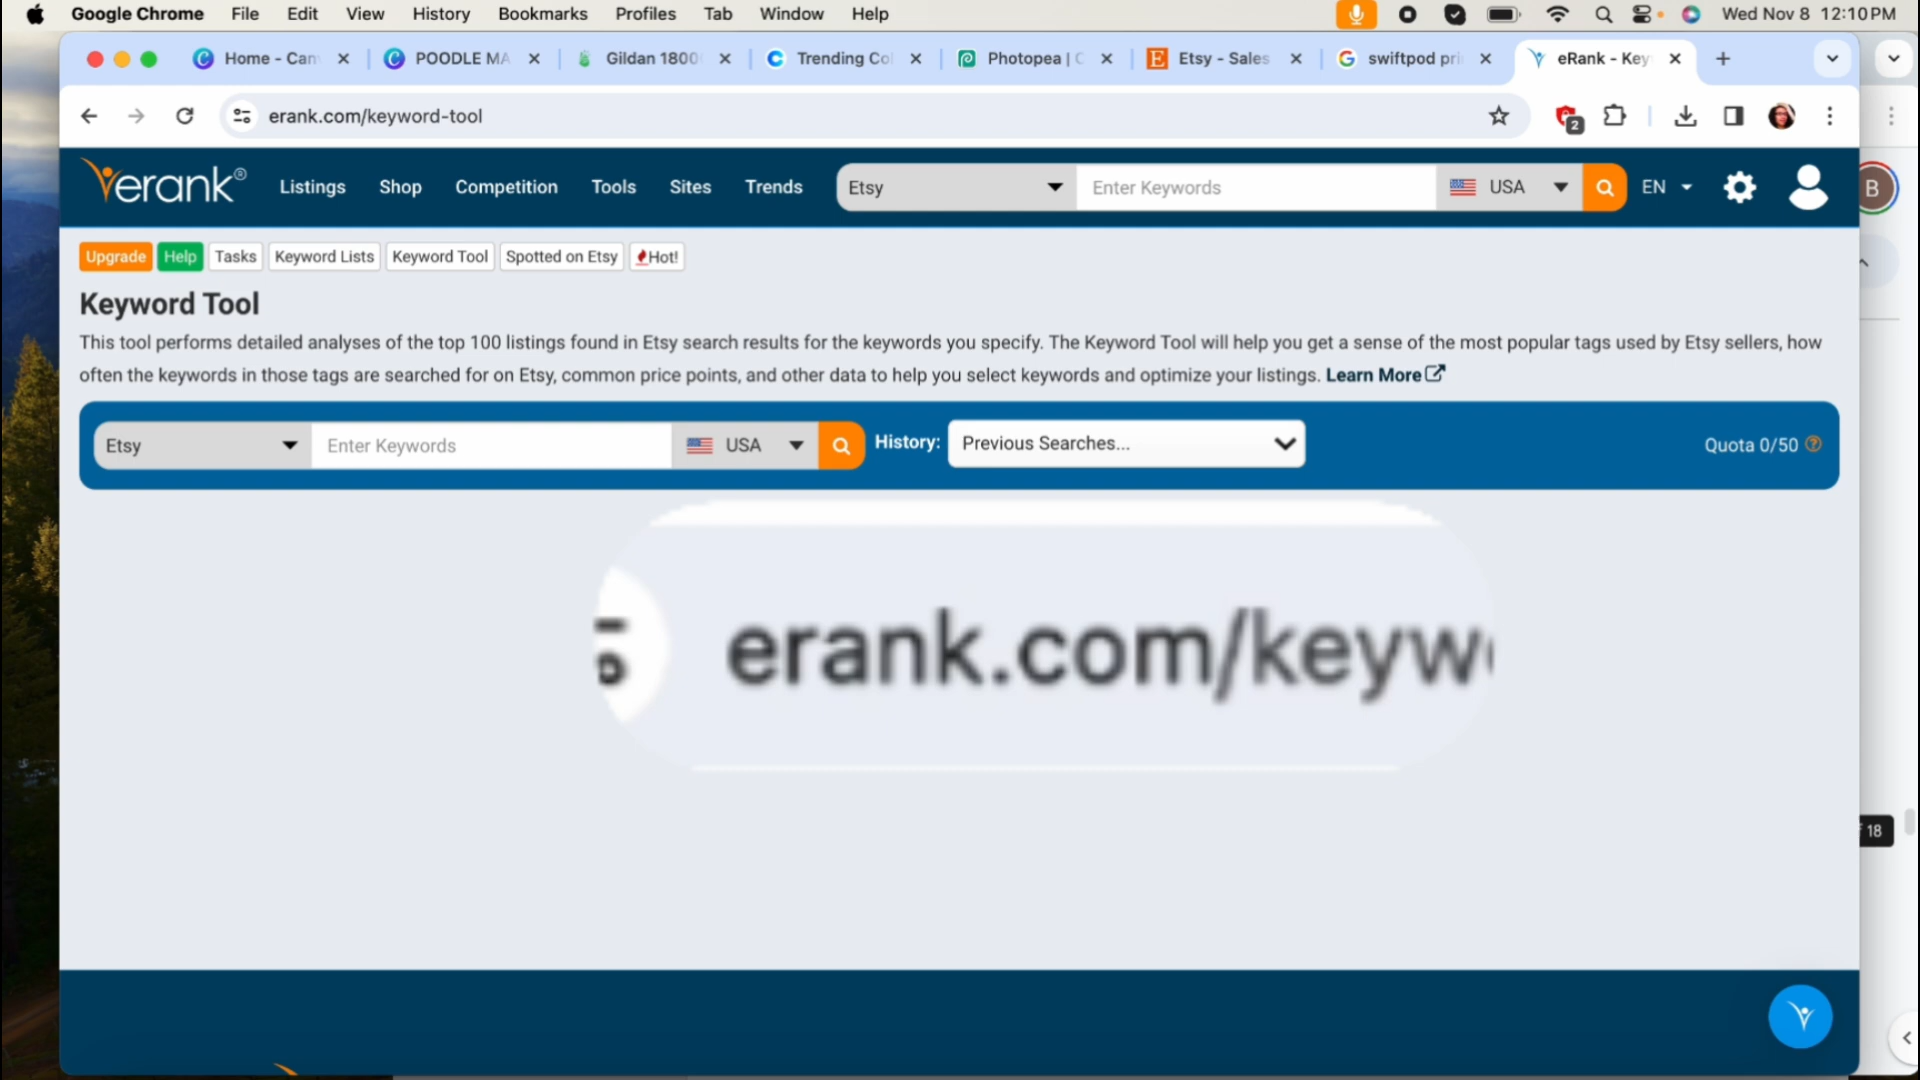 Google Chrome File Edit View History Bookmarks Profiles Tab Window Help Wed Nov 8 12:10 PM
Home - Can POODLE MA Gildan 1800 Trending Co Photopea | C Etsy - Sales swiftpod pri eRank - Key
erank.com/keyword-tool 2
erank® Listings Shop Competition Tools Sites Trends Etsy Enter Keywords USA EN B
Upgrade Help Tasks Keyword Lists Keyword Tool Spotted on Etsy Hot!
Keyword Tool
This tool performs detailed analyses of the top 100 listings found in Etsy search results for the keywords you specify. The Keyword Tool will help you get a sense of the most popular tags used by Etsy sellers, how
often the keywords in those tags are searched for on Etsy, common price points, and other data to help you select keywords and optimize your listings. Learn More
Etsy Enter Keywords USA History: Previous Searches... Quota 0/50
erank.com/keyw
18